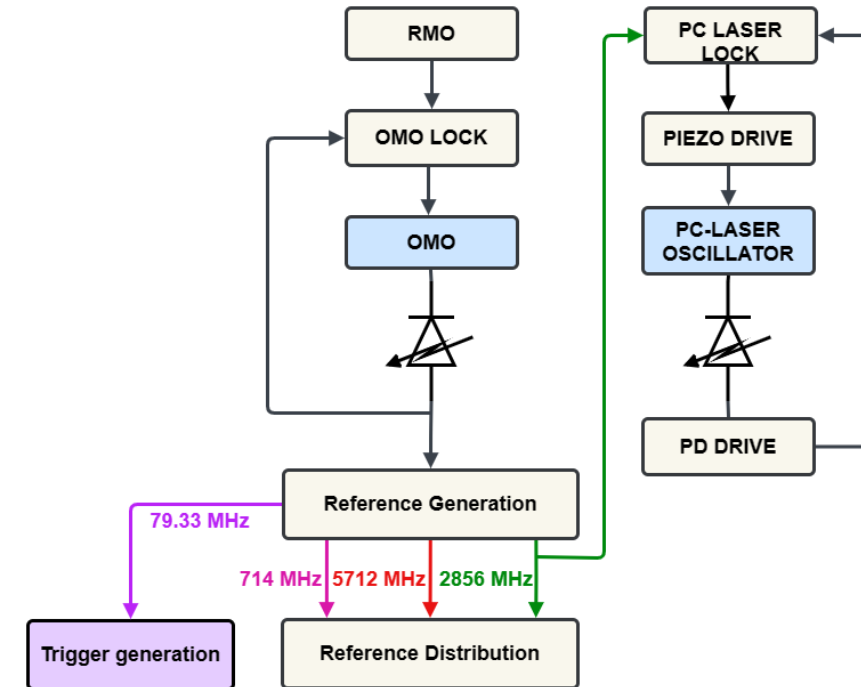 RMO
OMO LOCK
OMO
PC LASER
LOCK
PIEZO DRIVE
PC-LASER
OSCILLATOR
PD DRIVE
Reference Generation
79.33 MHz
714 MHz
5712 MHz
2856 MHz
Trigger generation
Reference Distribution